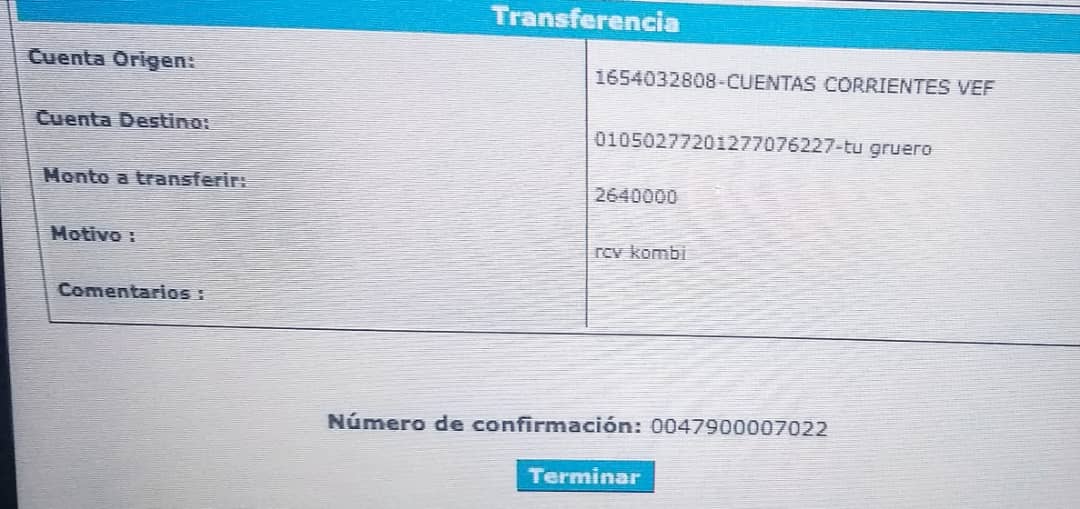 Transferencia
Cuenta Origen: 1654032808-CUENTAS CORRIENTES VEF
Cuenta Destino: 01050277201277076227-tu gruero
Monto a transferir: 2640000
Motivo : rcv kombi
Comentarios :
Número de confirmación: 0047900007022
Terminar